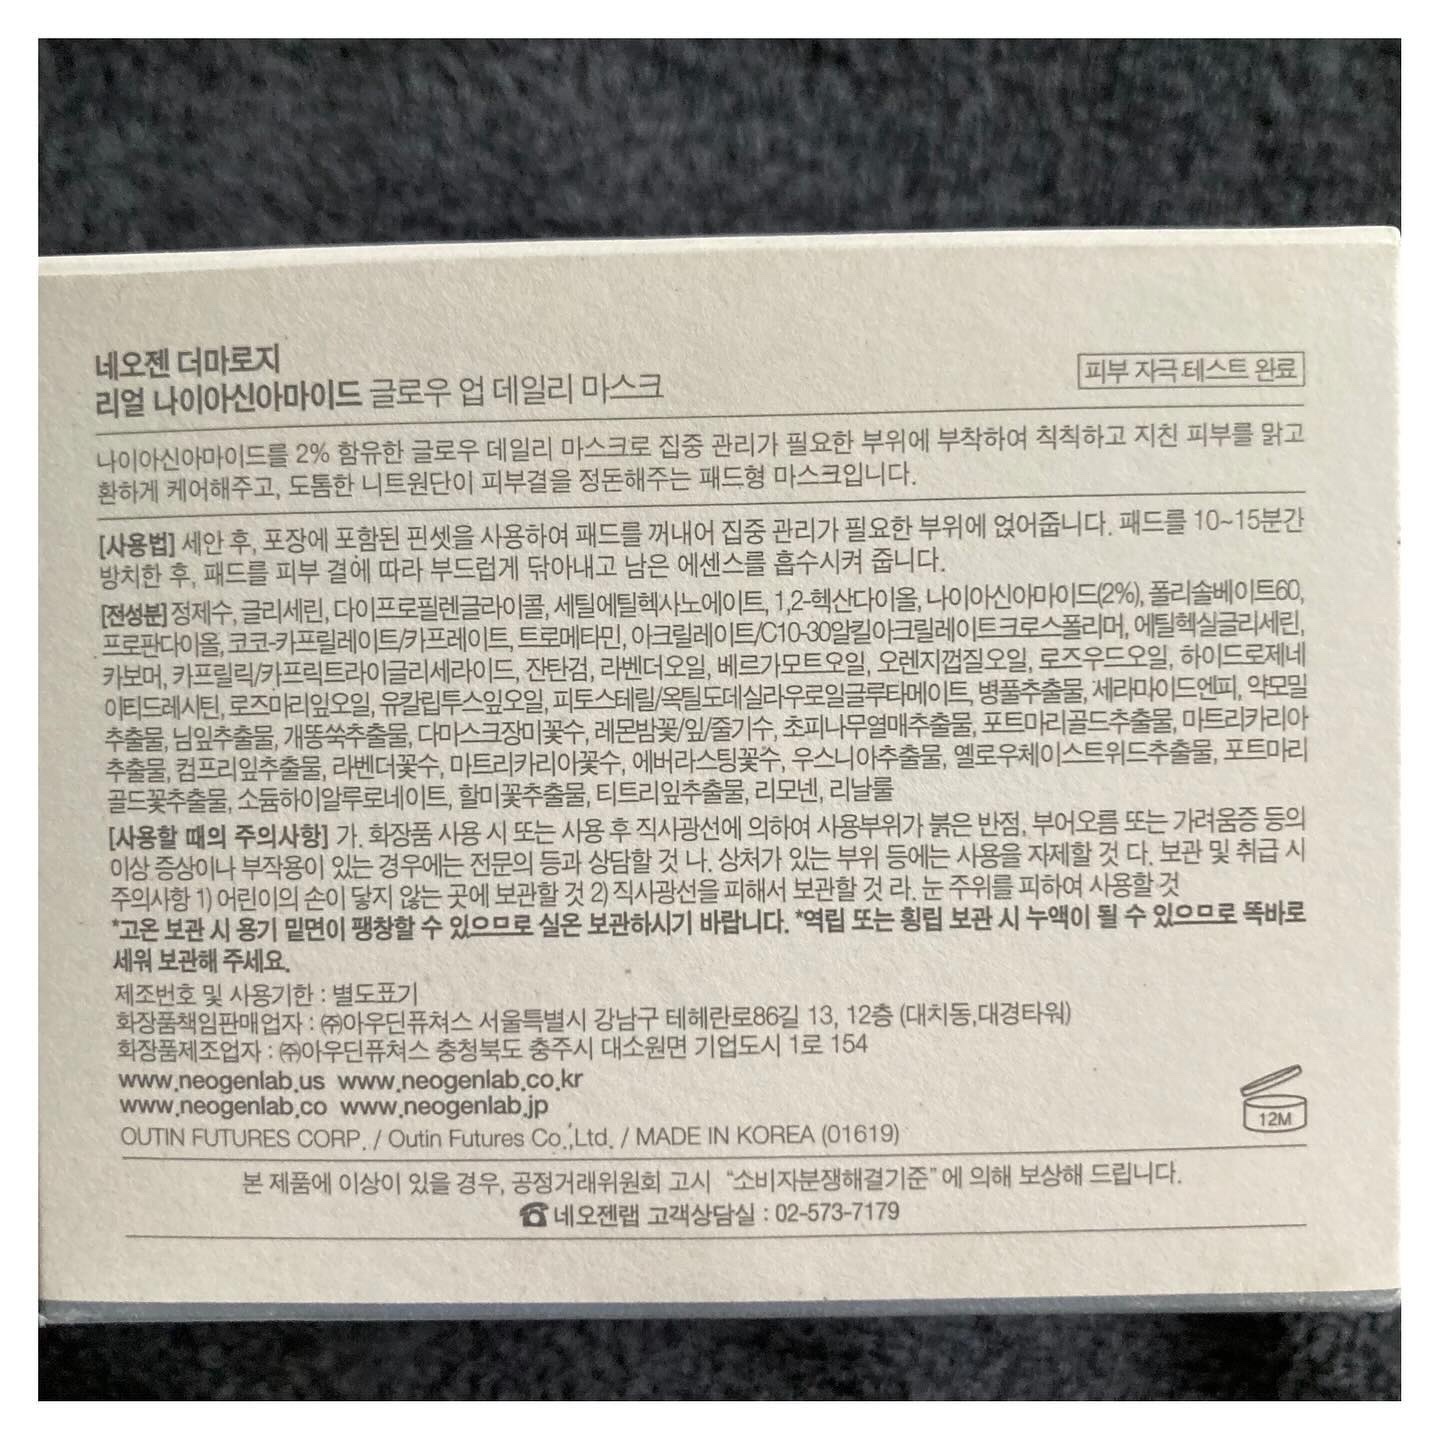 네오젠 더마로지
리얼 나이아신아마이드 글로우 업 데일리 마스크
피부 자극 테스트 완료
나이아신아마이드를 2% 함유한 글로우 데일리 마스크로 집중 관리가 필요한 부위에 부착하여 칙칙하고 지친 피부를 맑고
환하게 케어해주고, 도톰한 니트원단이 피부결을 정돈해주는 패드형 마스크입니다.
[사용법] 세안 후, 포장에 포함된 핀셋을 사용하여 패드를 꺼내어 집중 관리가 필요한 부위에 얹어줍니다. 패드를 10~15분간
방치한 후, 패드를 피부 결에 따라 부드럽게 닦아내고 남은 에센스를 흡수시켜 줍니다.
[전성분] 정제수, 글리세린, 다이프로필렌글라이콜, 세틸에틸헥사노에이트, 1,2-헥산다이올, 나이아신아마이드(2%), 폴리솔베이트60,
프로판다이올, 코코-카프릴레이트/카프레이트, 트로메타민, 아크릴레이트/C10-30알킬아크릴레이트크로스폴리머, 에틸헥실글리세린,
카보머, 카프릴릭/카프릭트라이글리세라이드, 잔탄검, 라벤더오일, 베르가모트오일, 오렌지껍질오일, 로즈우드오일, 하이드로제네
이티드레시틴, 로즈마리잎오일, 유칼립투스잎오일, 피토스테릴/옥틸도데실라우로일글루타메이트, 병풀추출물, 세라마이드엔피, 약모밀
추출물, 님잎추출물, 개똥쑥추출물, 다마스크장미꽃수, 레몬밤꽃/잎/줄기수, 초피나무열매추출물, 포트마리골드추출물, 마트리카리아
추출물, 컴프리잎추출물, 라벤더꽃수, 마트리카리아꽃수, 에버라스팅꽃수, 우스니아추출물, 옐로우체이스트위드추출물, 포트마리
골드꽃추출물, 소듐하이알루로네이트, 할미꽃추출물, 티트리잎추출물, 리모넨, 리날룰
[사용할 때의 주의사항] 가. 화장품 사용 시 또는 사용 후 직사광선에 의하여 사용부위가 붉은 반점, 부어오름 또는 가려움증 등의
이상 증상이나 부작용이 있는 경우에는 전문의 등과 상담할 것 나. 상처가 있는 부위 등에는 사용을 자제할 것 다. 보관 및 취급 시
주의사항 1) 어린이의 손이 닿지 않는 곳에 보관할 것 2) 직사광선을 피해서 보관할 것 라. 눈 주위를 피하여 사용할 것
*고온 보관 시 용기 밑면이 팽창할 수 있으므로 실온 보관하시기 바랍니다. *역립 또는 횡립 보관 시 누액이 될 수 있으므로 똑바로
세워 보관해 주세요.
제조번호 및 사용기한 : 별도표기
화장품책임판매업자 : ㈜아우딘퓨쳐스 서울특별시 강남구 테헤란로86길 13, 12층 (대치동,대경타워)
화장품제조업자 : ㈜아우딘퓨쳐스 충청북도 충주시 대소원면 기업도시 1로 154
www.neogenlab.us www.neogenlab.co.kr
www.neogenlab.co www.neogenlab.jp
12M
OUTIN FUTURES CORP. / Outin Futures Co.,Ltd. / MADE IN KOREA (01619)
본 제품에 이상이 있을 경우, 공정거래위원회 고시 “소비자분쟁해결기준”에 의해 보상해 드립니다.
☎네오젠랩 고객상담실 : 02-573-7179